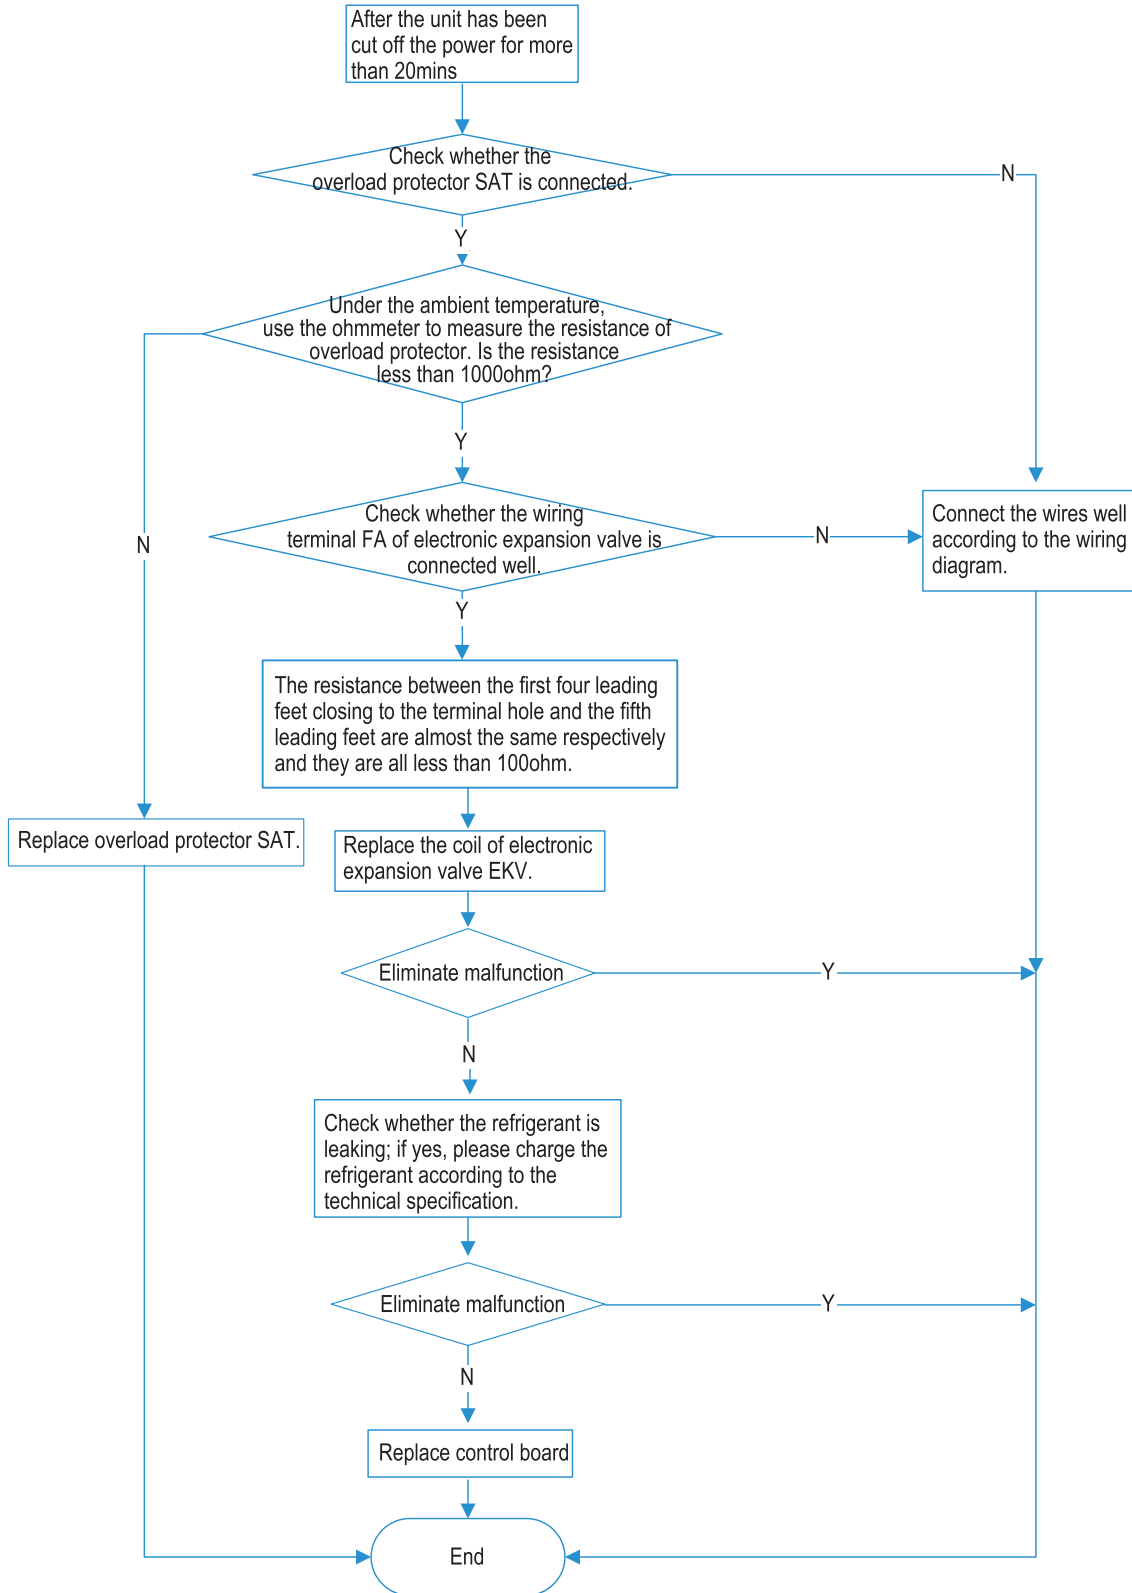 After the unit has been
cut off the power for more
than 20mins
Check whether the
overload protector SAT is connected.
N
Y
Under the ambient temperature,
use the ohmmeter to measure the resistance of
overload protector. Is the resistance
less than 1000ohm?
Y
N
Check whether the wiring
terminal FA of electronic expansion valve is
connected well.
N
Connect the wires well
according to the wiring
diagram.
Y
The resistance between the first four leading
feet closing to the terminal hole and the fifth
leading feet are almost the same respectively
and they are all less than 100ohm.
Replace overload protector SAT.
Replace the coil of electronic
expansion valve EKV.
Eliminate malfunction
Y
N
Check whether the refrigerant is
leaking; if yes, please charge the
refrigerant according to the
technical specification.
Eliminate malfunction
Y
N
Replace control board
End